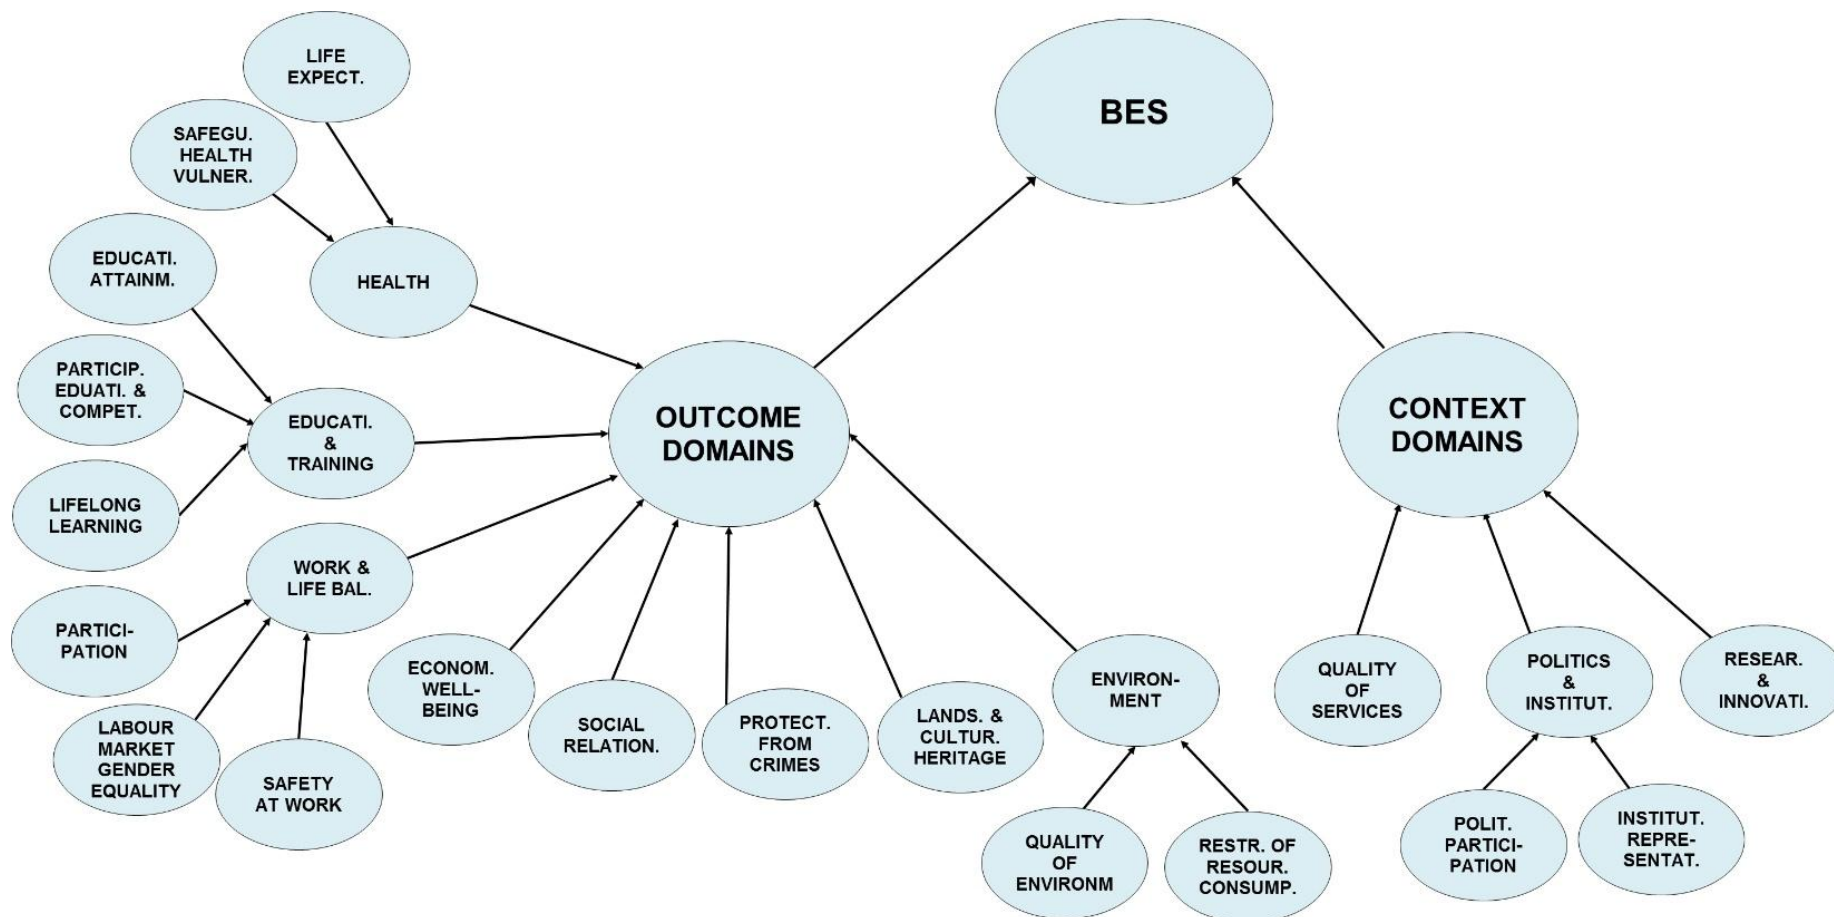 LIFE
EXPECT.
BES
SAFEGU.
HEALTH
VULNER.
EDUCATI.
ATTAINM.
HEALTH
PARTICIP.
EDUATI. &
COMPET.
EDUCATI.
&
TRAINING
OUTCOME
DOMAINS
CONTEXT
DOMAINS
LIFELONG
LEARNING
WORK &
LIFE BAL.
PARTICI-
PATION
LABOUR
MARKET
GENDER
EQUALITY
SAFETY
AT WORK
ECONOM.
WELL-
BEING
SOCIAL
RELATION.
PROTECT.
FROM
CRIMES
LANDS. &
CULTUR.
HERITAGE
ENVIRON-
MENT
QUALITY
OF
SERVICES
POLITICS
&
INSTITUT.
RESEAR.
&
INNOVATI.
QUALITY
OF
ENVIRONM
RESTR. OF
RESOUR.
CONSUMP.
POLIT.
PARTICI-
PATION
INSTITUT.
REPRE-
SENTAT.